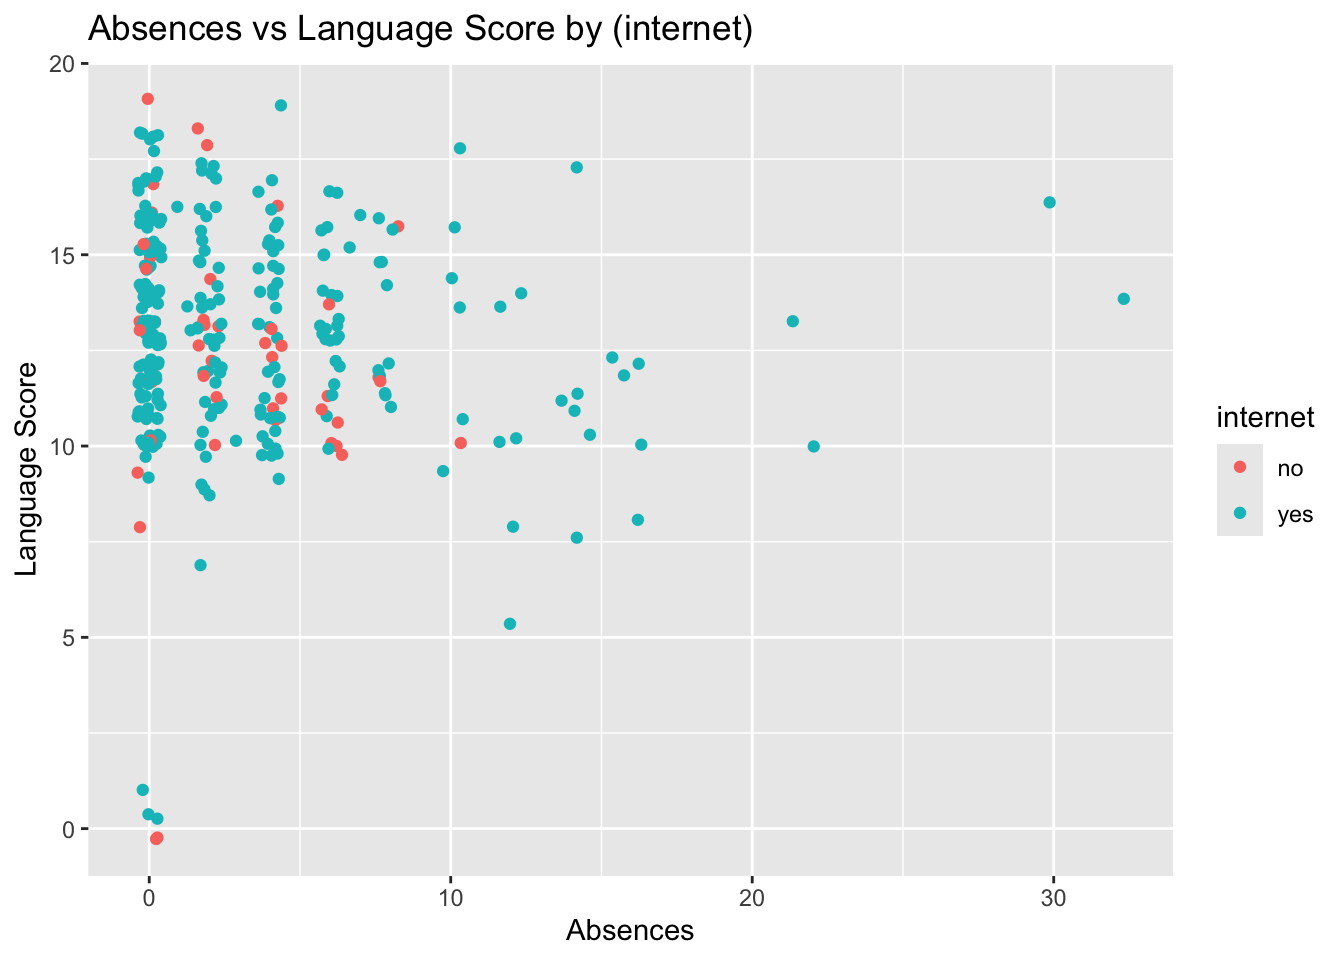 Absences vs Language Score by (internet)
20
15
10
5
0
Language Score
0 10 20 30
Absences
internet
no
yes